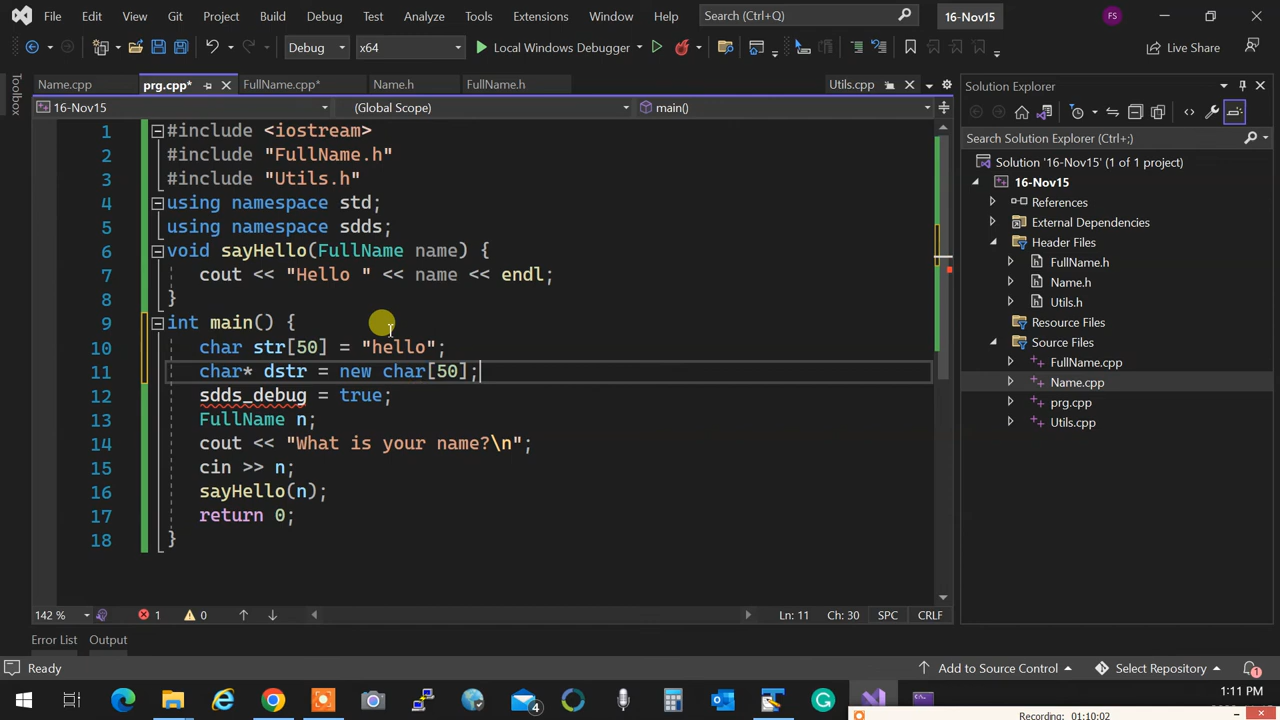 File Edit View Git Project Build Debug Test Analyze Tools Extensions Window Help Search (Ctrl+Q) 16-Nov15 FS
Debug x64 Local Windows Debugger Live Share
Toolbox
Name.cpp prg.cpp* FullName.cpp* Name.h FullName.h Utils.cpp
16-Nov15 (Global Scope) main()
1 #include <iostream>
2 #include "FullName.h"
3 #include "Utils.h"
4 using namespace std;
5 using namespace sdds;
6 void sayHello(FullName name) {
7 cout << "Hello " << name << endl;
8 }
9 int main() {
10 char str[50] = "hello";
11 char* dstr = new char[50];
12 sdds_debug = true;
13 FullName n;
14 cout << "What is your name?\n";
15 cin >> n;
16 sayHello(n);
17 return 0;
18 }
142 % 1 0 Ln: 11 Ch: 30 SPC CRLF
Solution Explorer
Search Solution Explorer (Ctrl+;)
Solution '16-Nov15' (1 of 1 project)
16-Nov15
References
External Dependencies
Header Files
FullName.h
Name.h
Utils.h
Resource Files
Source Files
FullName.cpp
Name.cpp
prg.cpp
Utils.cpp
Error List Output
Ready Add to Source Control Select Repository 1
4 1:11 PM
Recording: 01:10:02